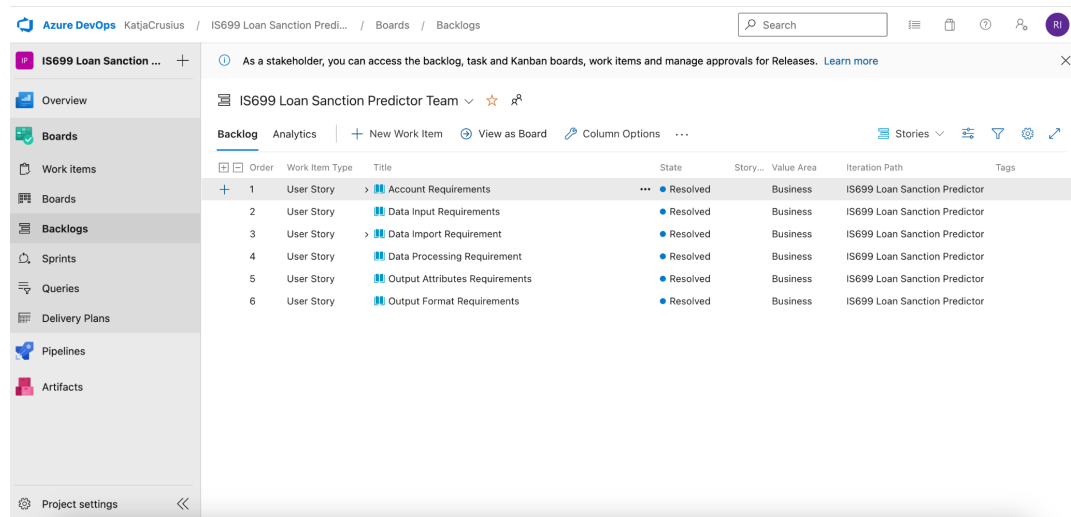 Azure DevOps KatjaCrusius / IS699 Loan Sanction Predi... / Boards / Backlogs Search RI
IP IS699 Loan Sanction ...
As a stakeholder, you can access the backlog, task and Kanban boards, work items and manage approvals for Releases. Learn more
Overview
Boards
Work items
Boards
Backlogs
Sprints
Queries
Delivery Plans
Pipelines
Artifacts
Project settings
IS699 Loan Sanction Predictor Team
Backlog Analytics New Work Item View as Board Column Options ... Stories
Order Work Item Type Title State Story... Value Area Iteration Path Tags
1 User Story Account Requirements ... Resolved Business IS699 Loan Sanction Predictor
2 User Story Data Input Requirements Resolved Business IS699 Loan Sanction Predictor
3 User Story Data Import Requirement Resolved Business IS699 Loan Sanction Predictor
4 User Story Data Processing Requirement Resolved Business IS699 Loan Sanction Predictor
5 User Story Output Attributes Requirements Resolved Business IS699 Loan Sanction Predictor
6 User Story Output Format Requirements Resolved Business IS699 Loan Sanction Predictor